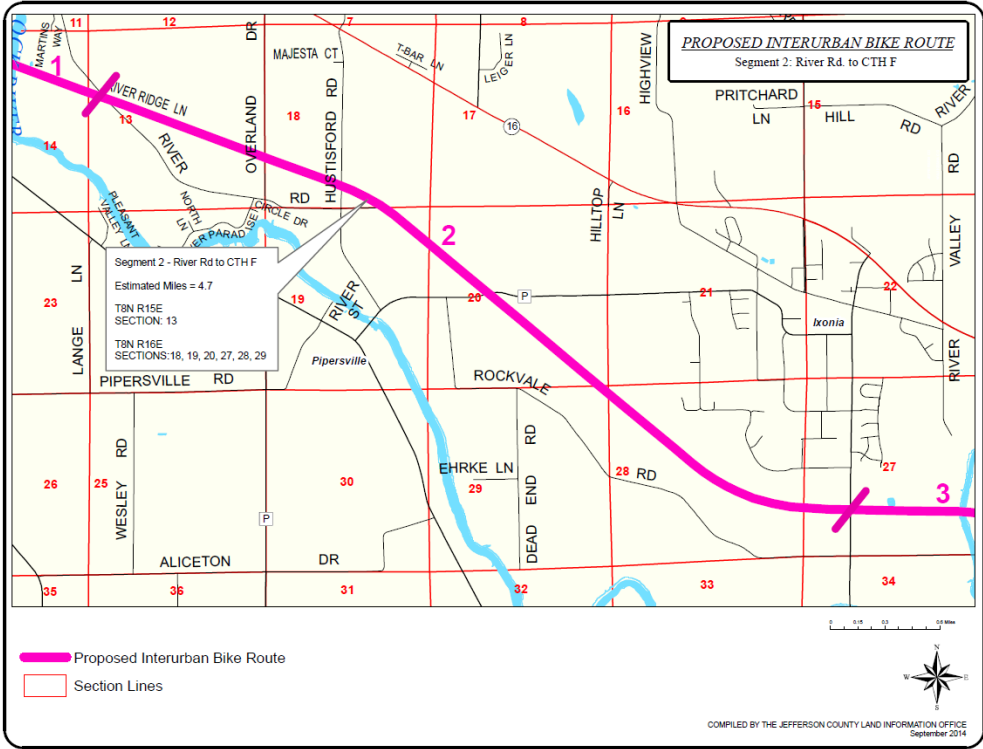 PROPOSED INTERURBAN BIKE ROUTE
Segment 2: River Rd. to CTH F
11
12
7
8
MARTINS
WAY
OVERLAND DR
MAJESTA CT
HUSTISFORD RD
T-BAR LN
LEIGER LN
HIGHVIEW
1
RIVER RIDGE LN
13
14
18
17
16
16
15
PRITCHARD
LN
HILL
RD
RIVER
RIVER
RD
PLEASANT
VALLEY LN
NORTH
LN
CIRCLE DR
HILLTOP
LN
RIVER VALLEY RD
2
Segment 2 - River Rd to CTH F
Estimated Miles = 4.7
T8N R15E
SECTION: 13
T8N R16E
SECTIONS:18, 19, 20, 27, 28, 29
23
LANGE LN
19
RIVER
ST
20
P
21
22
Ixonia
Pipersville
PIPERSVILLE RD
ROCKVALE
RD
WESLEY RD
26
25
30
EHRKE LN
29
DEAD END RD
28
27
3
P
ALICETON DR
35
36
31
32
33
34
0 0.15 0.3 0.6 Miles
Proposed Interurban Bike Route
Section Lines
N
W
E
S
COMPILED BY THE JEFFERSON COUNTY LAND INFORMATION OFFICE
September 2014